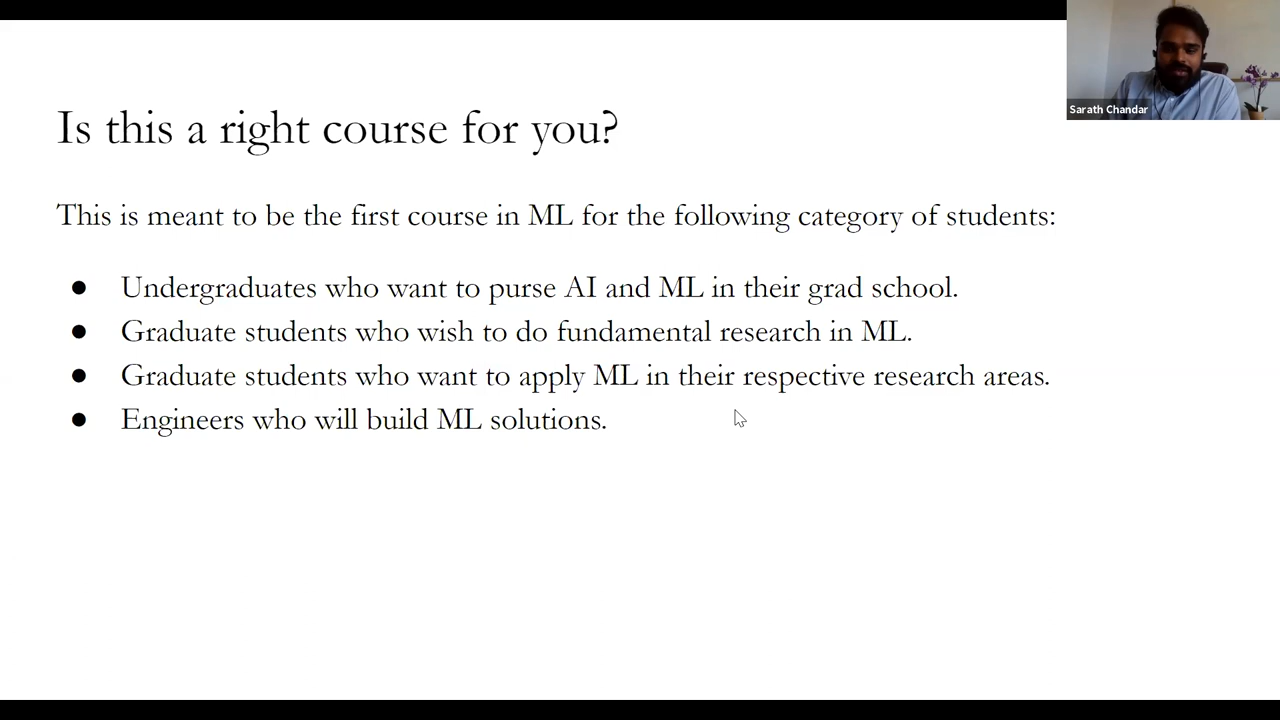 Sarath Chandar
Is this a right course for you?
This is meant to be the first course in ML for the following category of students:
● Undergraduates who want to purse AI and ML in their grad school.
● Graduate students who wish to do fundamental research in ML.
● Graduate students who want to apply ML in their respective research areas.
● Engineers who will build ML solutions.